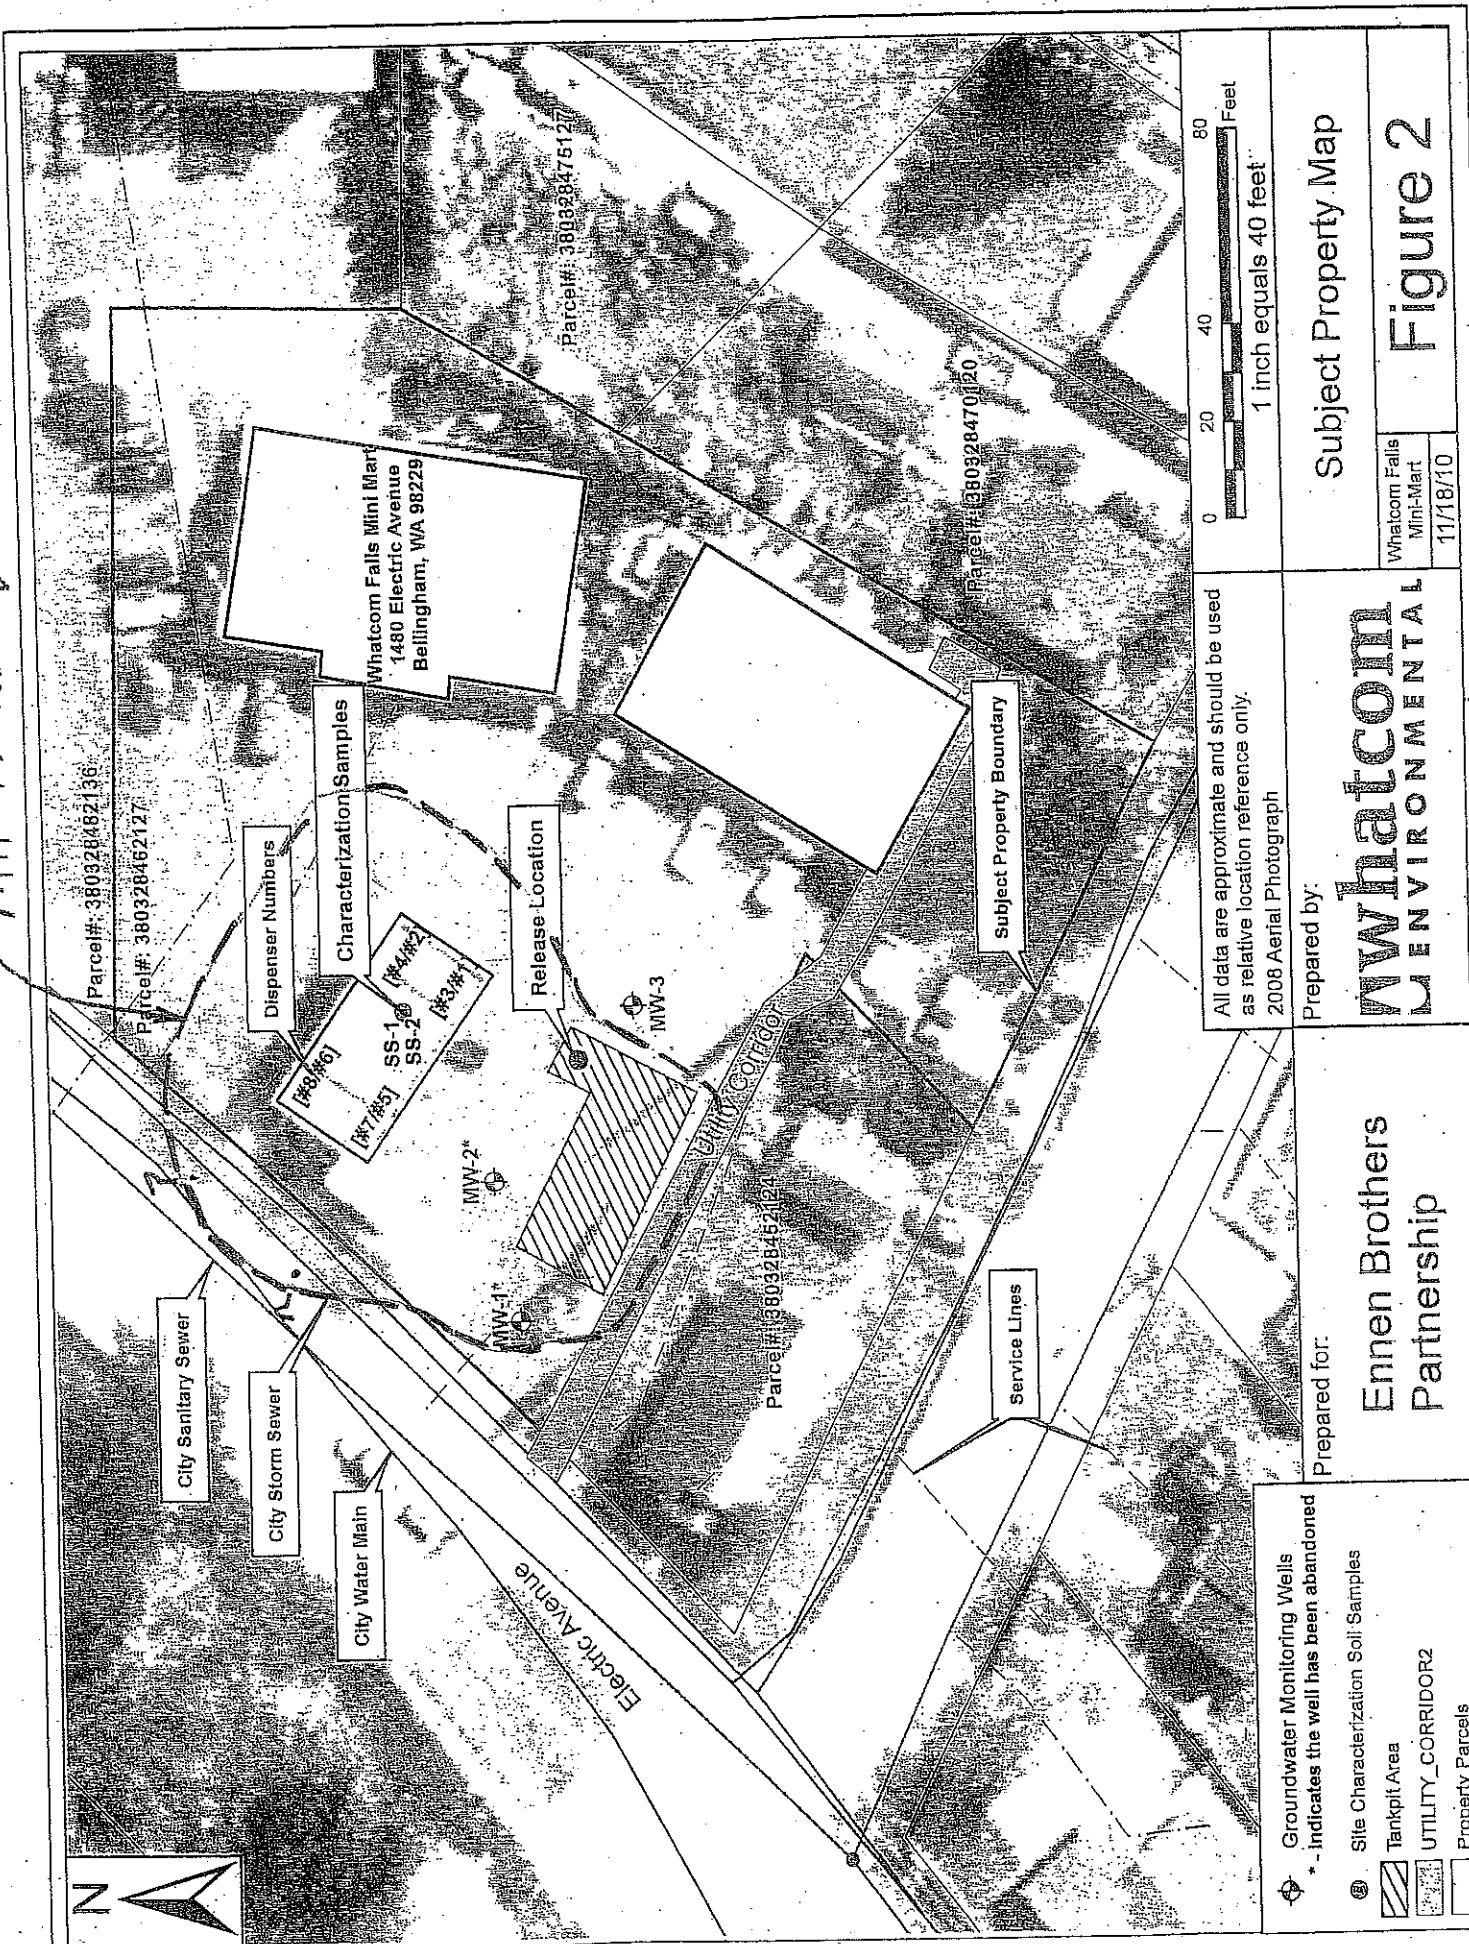 N
Parcel#: 380328482136
Parcel#: 380328462127
Dispenser Numbers
Characterization Samples
Release Location
[#8/#6]
[#7/#5]
[#4/#2]
[#3/#1]
SS-1
SS-2
MW-1*
MW-2*
MW-3
Whatcom Falls Mini Mart
1480 Electric Avenue
Bellingham, WA 98229
Parcel#: 380328475127
Parcel#: 380328470120
Parcel#: 380328452124
Utility Corridor
Subject Property Boundary
City Sanitary Sewer
City Storm Sewer
City Water Main
Electric Avenue
Service Lines
Groundwater Monitoring Wells
* - Indicates the well has been abandoned
Site Characterization Soil Samples
Tankpit Area
UTILITY_CORRIDOR2
Property Parcels
Prepared for:
Ennen Brothers
Partnership
All data are approximate and should be used
as relative location reference only.
2008 Aerial Photograph
Prepared by:
Whatcom
ENVIRONMENTAL
0 20 40 80
Feet
1 inch equals 40 feet
Subject Property Map
Whatcom Falls
Mini-Mart
11/18/10
Figure 2